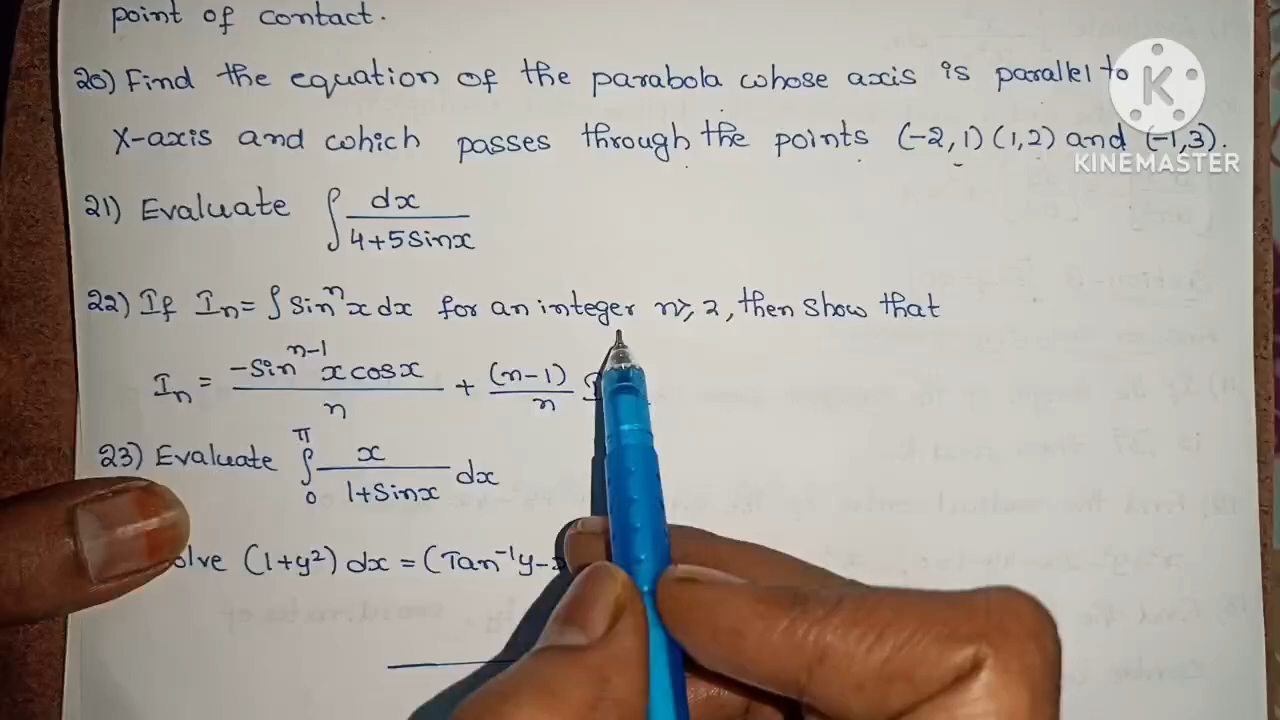 point of contact.
20) Find the equation of the parabola whose axis is parallel to
X-axis and which passes through the points (-2,1) (1,2) and (-1,3).
KINEMASTER
21) Evaluate ∫ dx / 4+5sinx
22) If Iₙ = ∫ Sinⁿx dx for an integer n ≥ 2, then show that
Iₙ = -Sinⁿ⁻¹x cosx / n + (n-1) / n I
23) Evaluate ∫₀^π x / 1+Sinx dx
(1+y²) dx = (Tan⁻¹y-